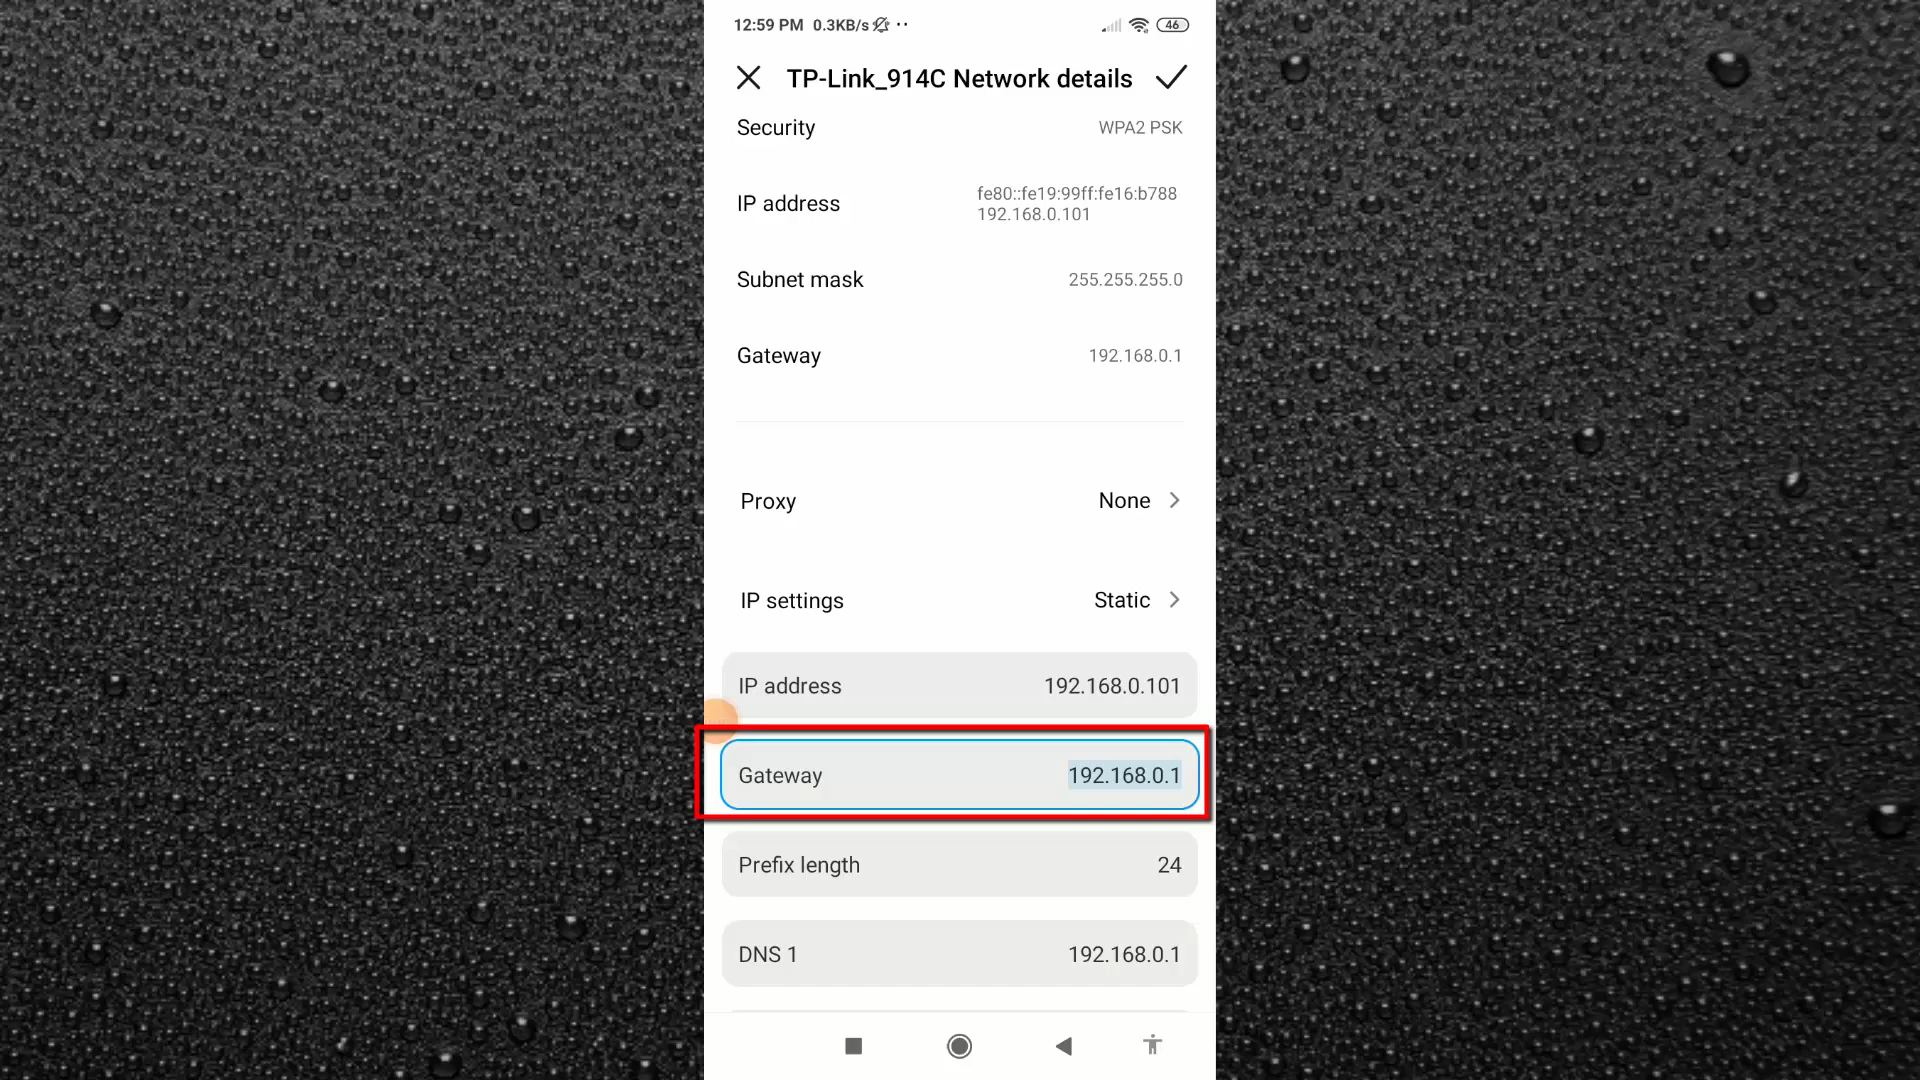 12:59 PM 0.3KB/s
46
TP-Link_914C Network details
Security WPA2 PSK
IP address fe80::fe19:99ff:fe16:b788
192.168.0.101
Subnet mask 255.255.255.0
Gateway 192.168.0.1
Proxy None
IP settings Static
IP address 192.168.0.101
Gateway 192.168.0.1
Prefix length 24
DNS 1 192.168.0.1